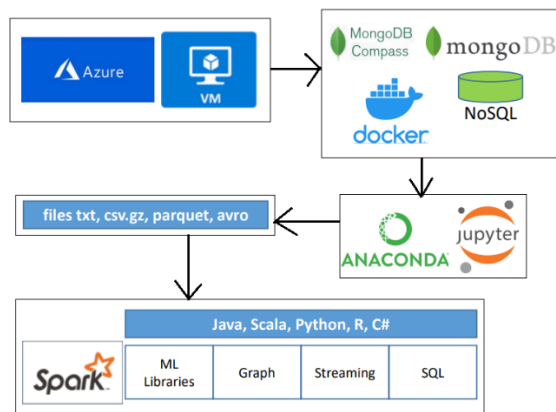 Azure
VM
MongoDB
Compass
mongoDB
docker
NoSQL
ANACONDA
jupyter
files txt, csv.gz, parquet, avro
Java, Scala, Python, R, C#
Spark
ML
Libraries
Graph
Streaming
SQL